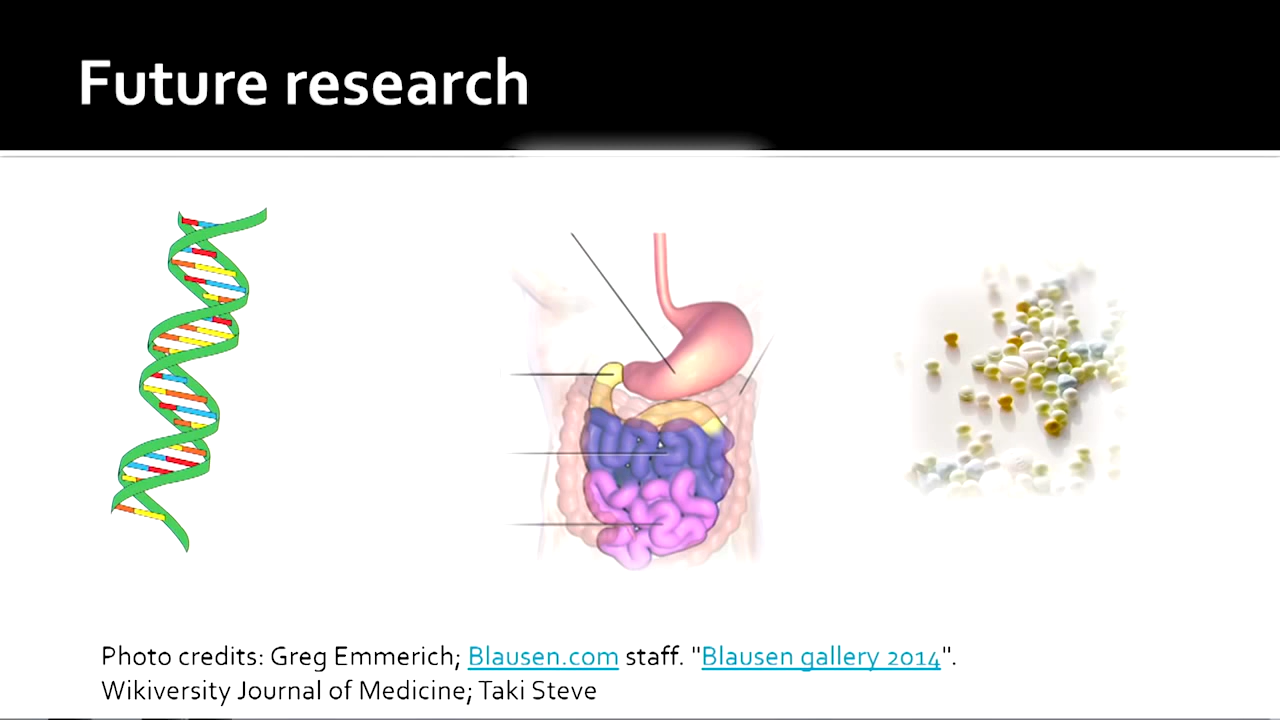 Future research
Photo credits: Greg Emmerich; Blausen.com staff. "Blausen gallery 2014".
Wikiversity Journal of Medicine; Taki Steve